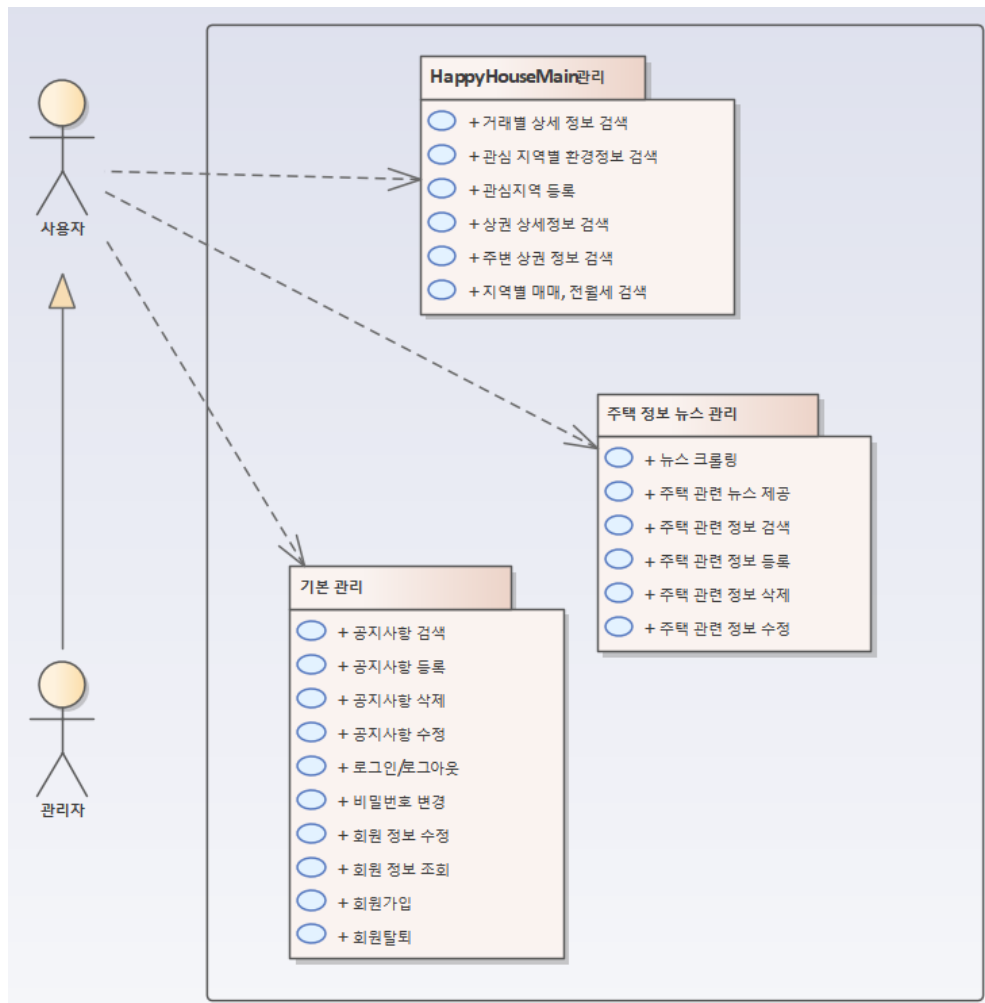 HappyHouseMain관리
+ 거래별 상세 정보 검색
+ 관심 지역별 환경정보 검색
+ 관심지역 등록
+ 상권 상세정보 검색
+ 주변 상권 정보 검색
+ 지역별 매매, 전월세 검색
사용자
주택 정보 뉴스 관리
+ 뉴스 크롤링
+ 주택 관련 뉴스 제공
+ 주택 관련 정보 검색
+ 주택 관련 정보 등록
+ 주택 관련 정보 삭제
+ 주택 관련 정보 수정
기본 관리
+ 공지사항 검색
+ 공지사항 등록
+ 공지사항 삭제
+ 공지사항 수정
+ 로그인/로그아웃
+ 비밀번호 변경
+ 회원 정보 수정
+ 회원 정보 조회
+ 회원가입
+ 회원탈퇴
관리자